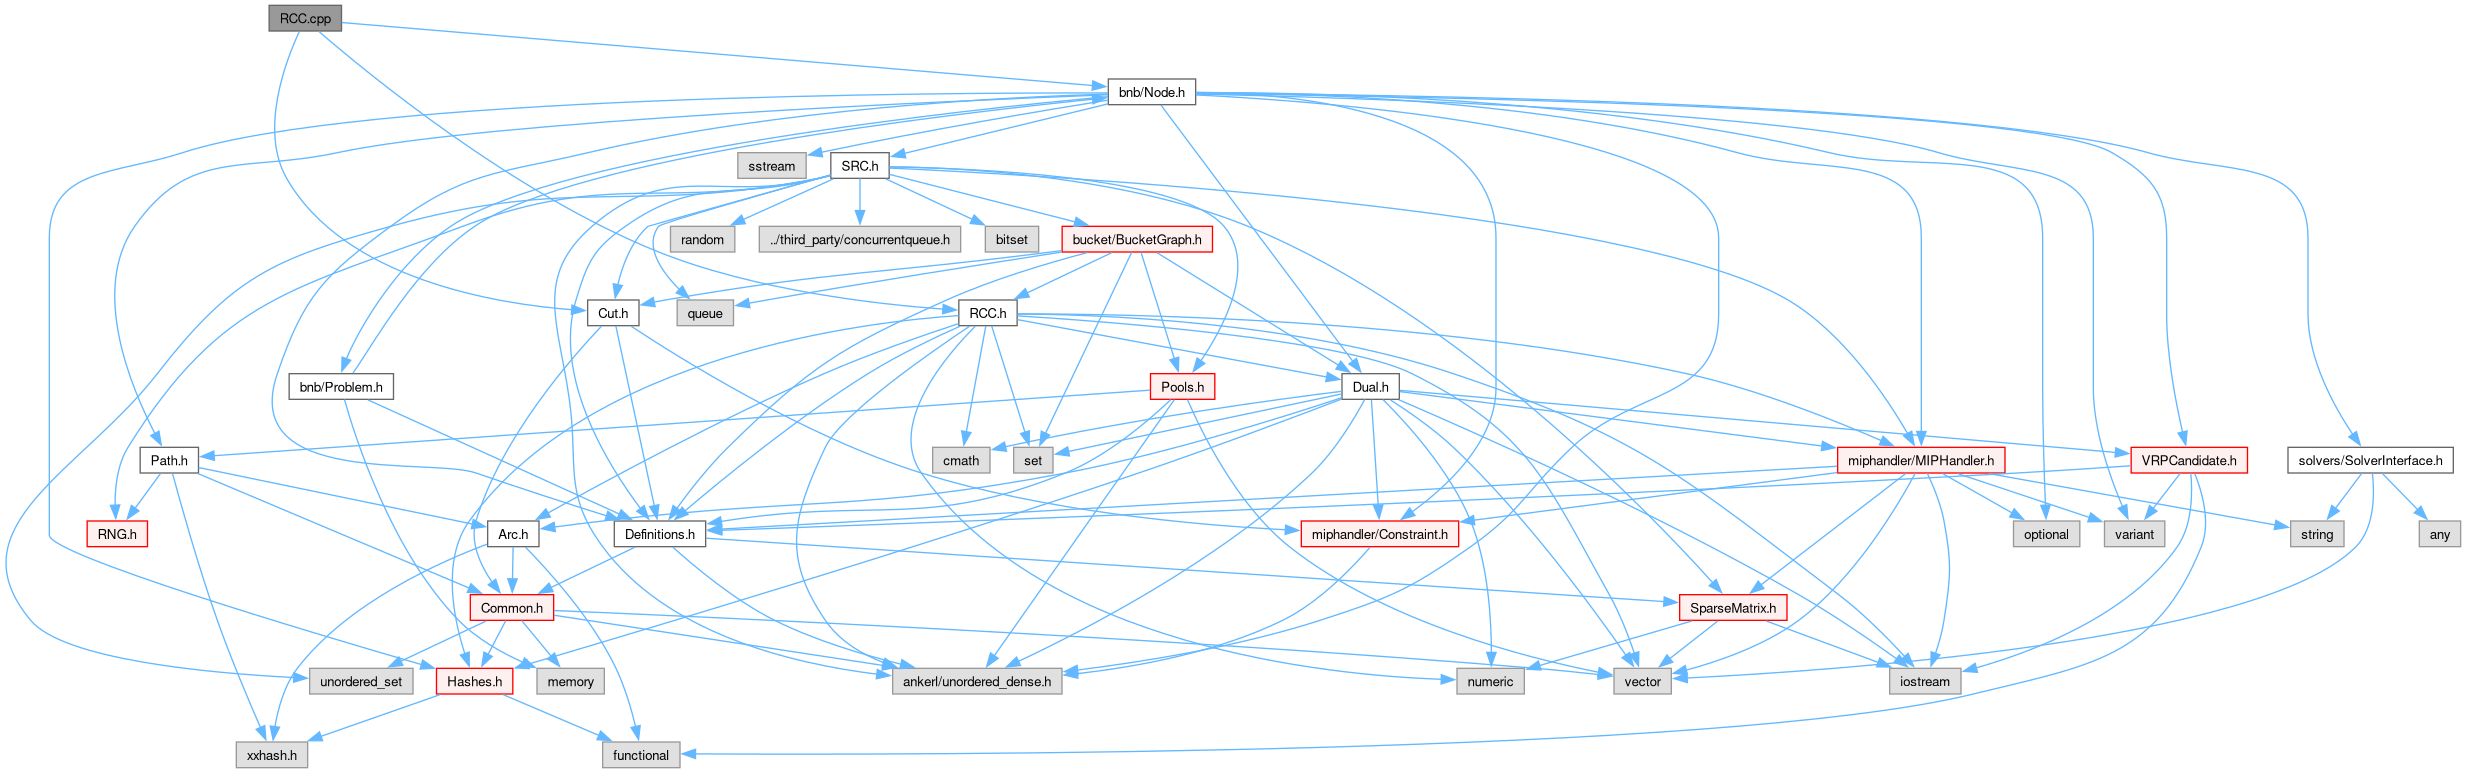 RCC.cpp
bnb/Node.h
sstream
SRC.h
random
../third_party/concurrentqueue.h
bitset
bucket/BucketGraph.h
Cut.h
queue
RCC.h
bnb/Problem.h
Pools.h
Dual.h
Path.h
cmath
set
miphandler/MIPHandler.h
VRPCandidate.h
solvers/SolverInterface.h
RNG.h
Arc.h
Definitions.h
miphandler/Constraint.h
optional
variant
string
any
Common.h
SparseMatrix.h
unordered_set
Hashes.h
memory
ankerl/unordered_dense.h
numeric
vector
iostream
xxhash.h
functional